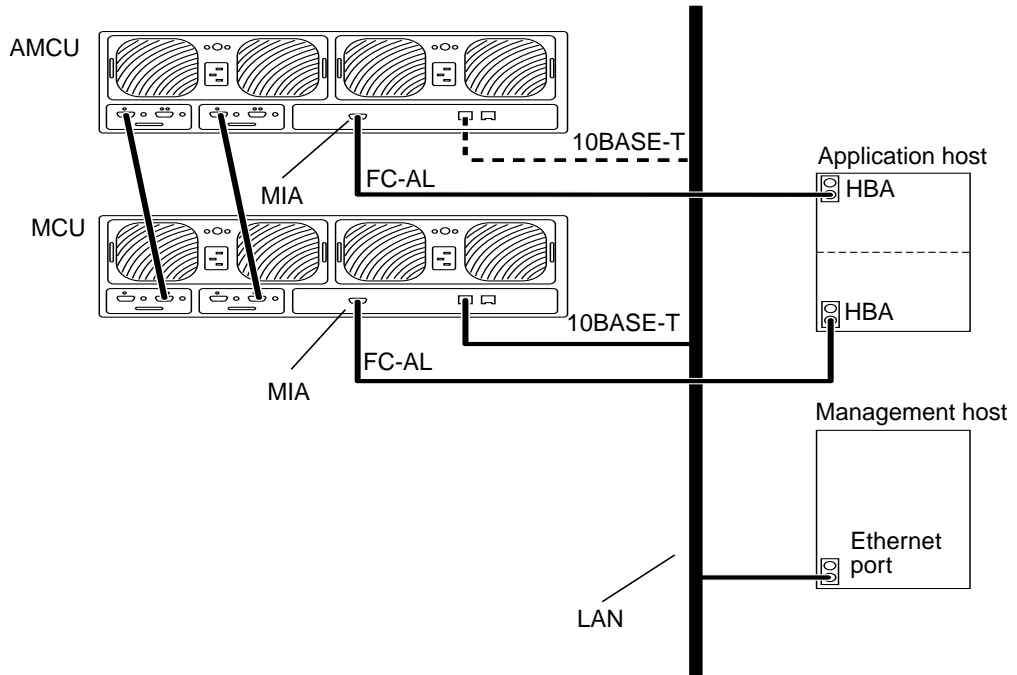 AMCU
10BASE-T
Application host
MIA
FC-AL
HBA
MCU
10BASE-T
HBA
MIA
FC-AL
Management host
Ethernet
port
LAN